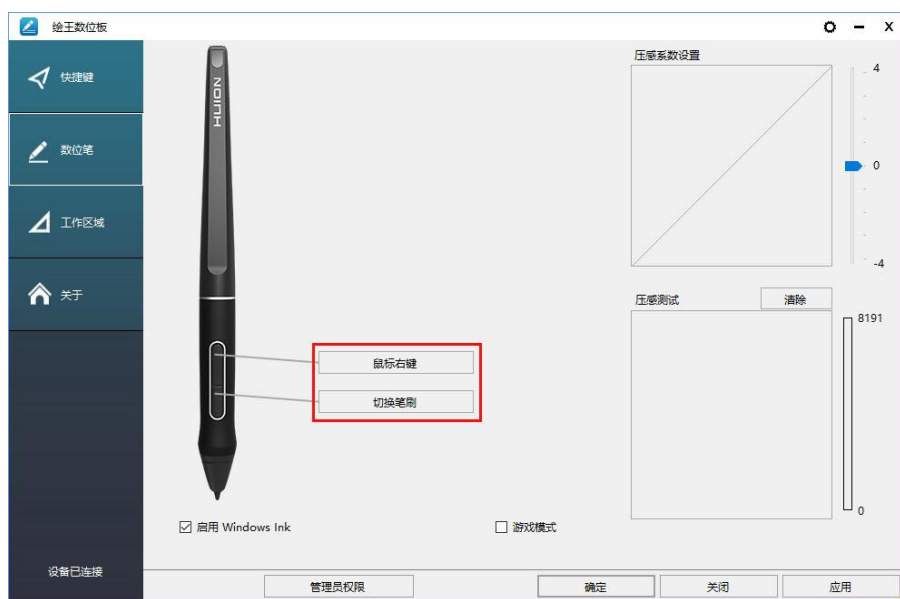 绘王数位板
快捷键
数位笔
工作区域
关于
设备已连接
HUION
鼠标右键
切换笔刷
启用 Windows Ink
游戏模式
压感系数设置
4
0
-4
压感测试
清除
8191
0
管理员权限
确定
关闭
应用